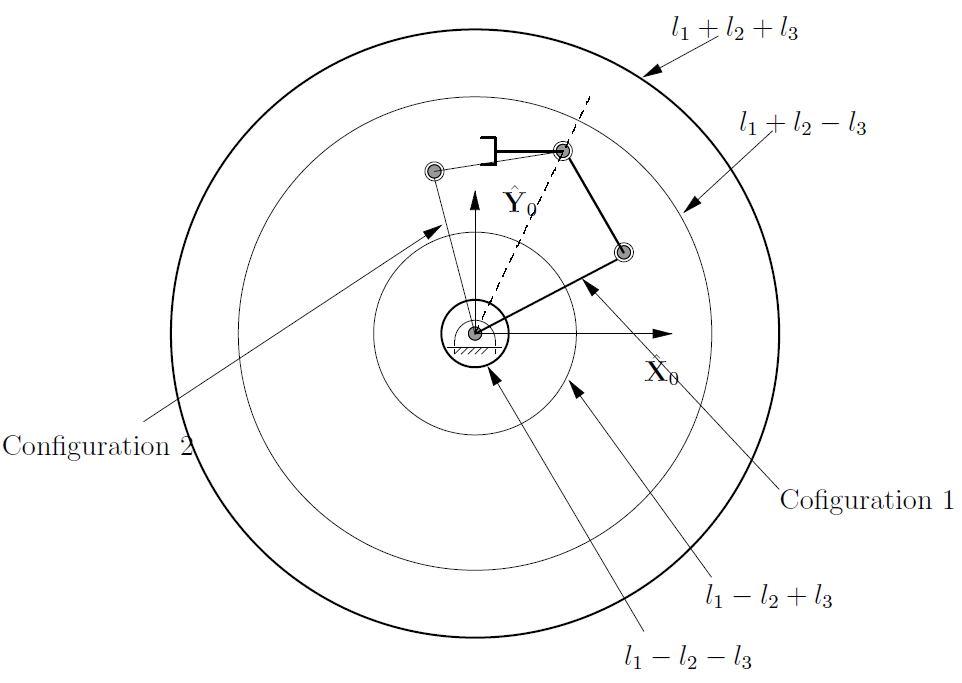 l₁ + l₂ + l₃
l₁ + l₂ − l₃
Ŷ₀
X̂₀
Configuration 2
Cofiguration 1
l₁ − l₂ + l₃
l₁ − l₂ − l₃